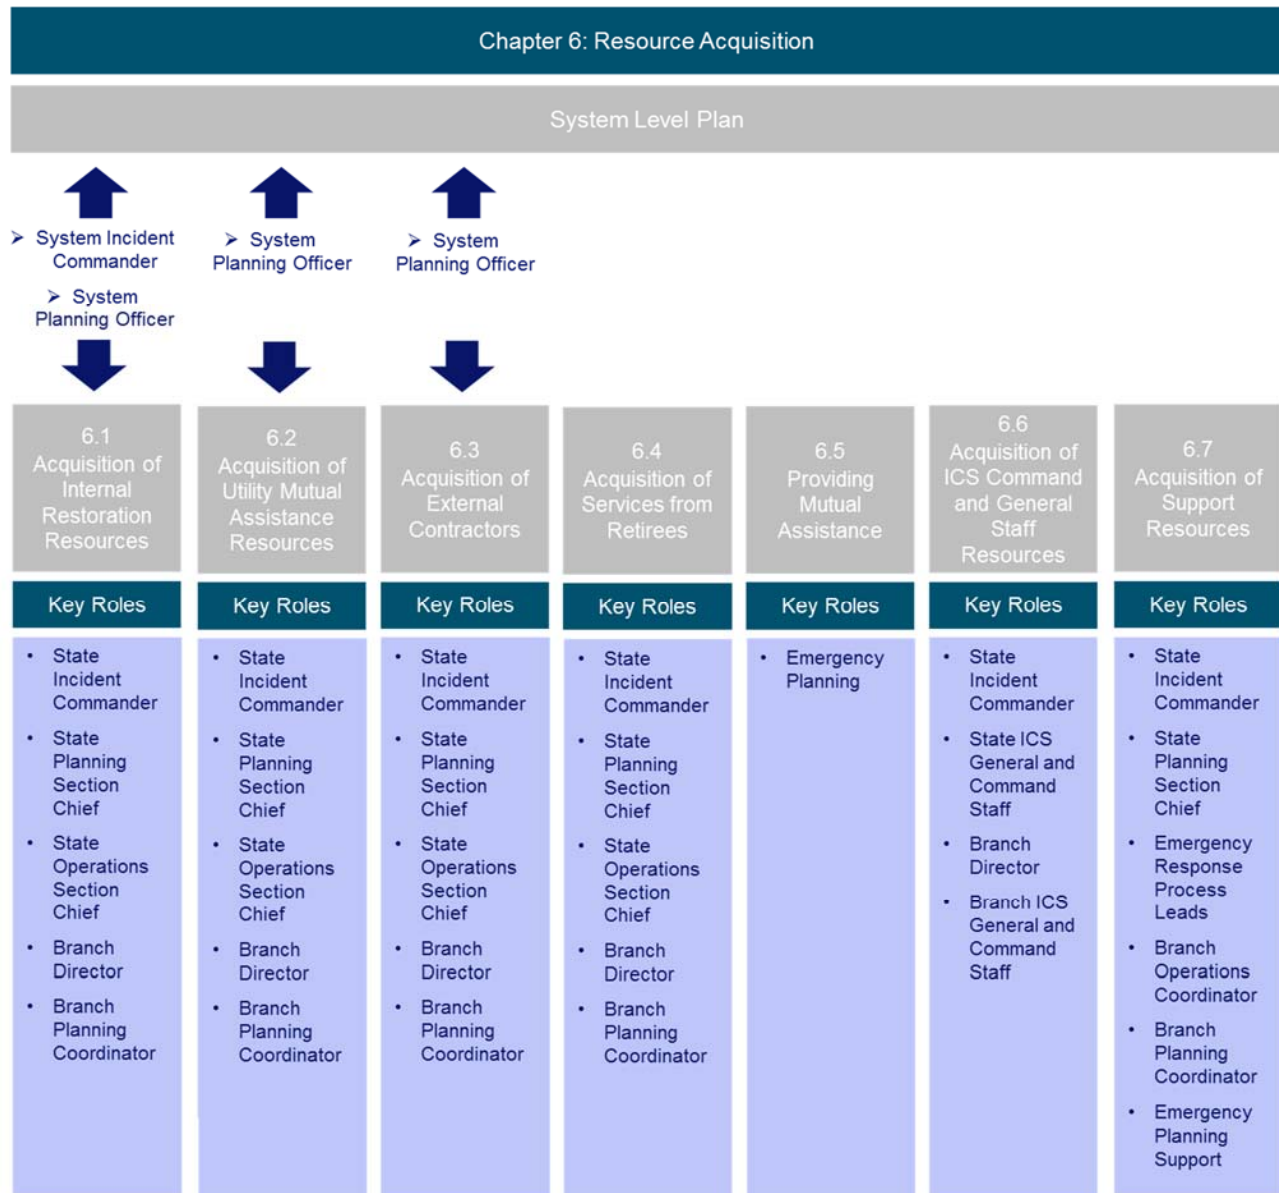 Chapter 6: Resource Acquisition
System Level Plan
➢ System Incident
Commander
➢ System
Planning Officer
➢ System
Planning Officer
➢ System
Planning Officer
6.1
Acquisition of
Internal
Restoration
Resources
Key Roles
• State
Incident
Commander
• State
Planning
Section
Chief
• State
Operations
Section
Chief
• Branch
Director
• Branch
Planning
Coordinator
6.2
Acquisition of
Utility Mutual
Assistance
Resources
Key Roles
• State
Incident
Commander
• State
Planning
Section
Chief
• State
Operations
Section
Chief
• Branch
Director
• Branch
Planning
Coordinator
6.3
Acquisition of
External
Contractors
Key Roles
• State
Incident
Commander
• State
Planning
Section
Chief
• State
Operations
Section
Chief
• Branch
Director
• Branch
Planning
Coordinator
6.4
Acquisition of
Services from
Retirees
Key Roles
• State
Incident
Commander
• State
Planning
Section
Chief
• State
Operations
Section
Chief
• Branch
Director
• Branch
Planning
Coordinator
6.5
Providing
Mutual
Assistance
Key Roles
• Emergency
Planning
6.6
Acquisition of
ICS Command
and General
Staff
Resources
Key Roles
• State
Incident
Commander
• State ICS
General and
Command
Staff
• Branch
Director
• Branch ICS
General and
Command
Staff
6.7
Acquisition of
Support
Resources
Key Roles
• State
Incident
Commander
• State
Planning
Section
Chief
• Emergency
Response
Process
Leads
• Branch
Operations
Coordinator
• Branch
Planning
Coordinator
• Emergency
Planning
Support